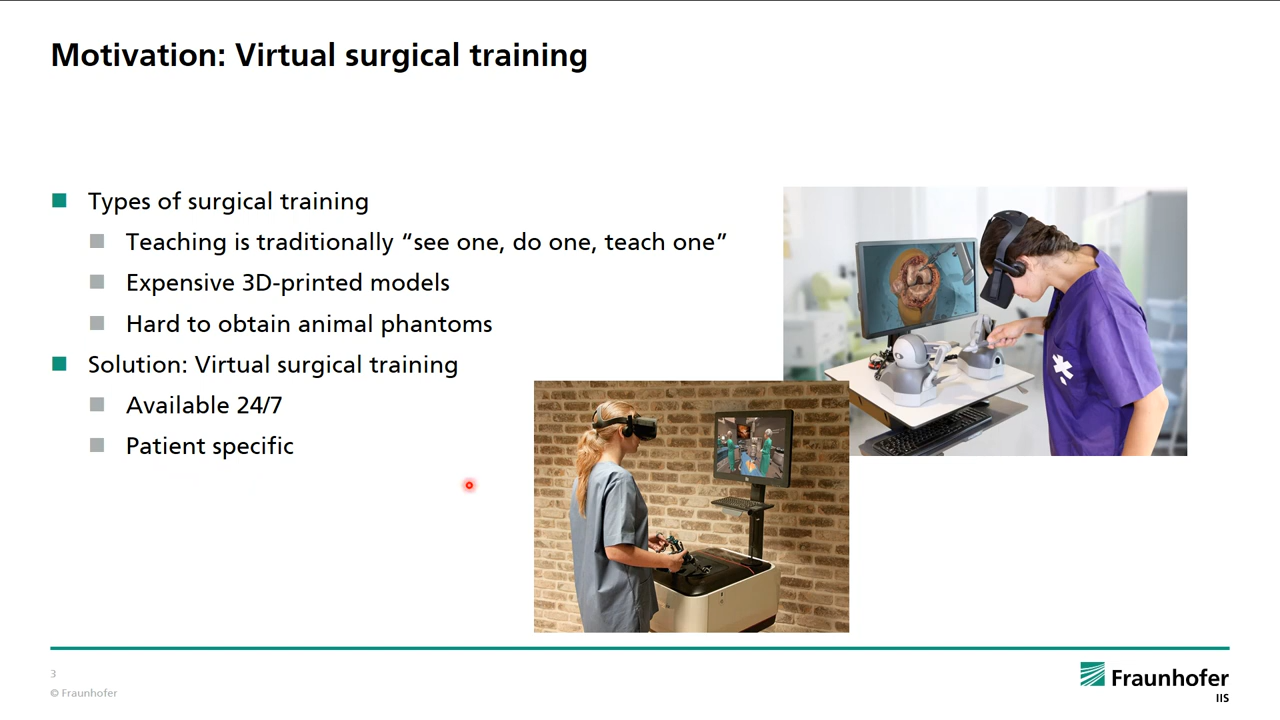 Motivation: Virtual surgical training
Types of surgical training
Teaching is traditionally “see one, do one, teach one”
Expensive 3D-printed models
Hard to obtain animal phantoms
Solution: Virtual surgical training
Available 24/7
Patient specific
3
© Fraunhofer
Fraunhofer
IIS